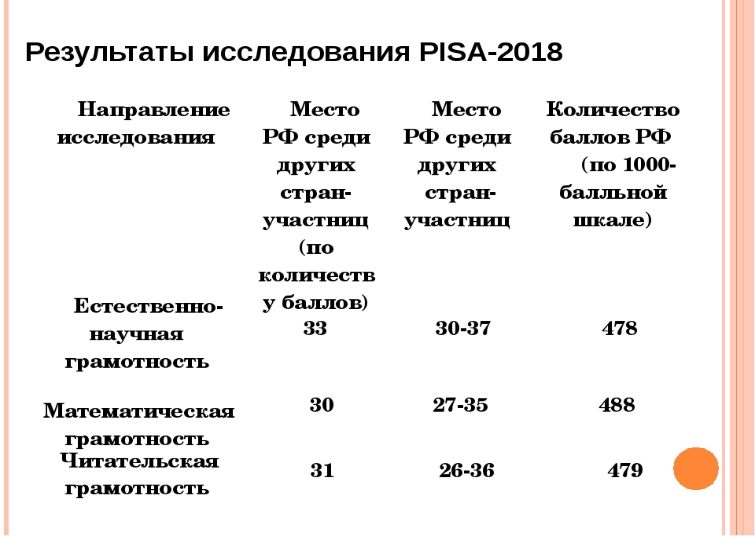 Результаты исследования PISA-2018
Направление
исследования
Место
РФ среди
других
стран-
участниц
(по
количеств
у баллов)
Место
РФ среди
других
стран-
участниц
Количество
баллов РФ
(по 1000-
балльной
шкале)
Естественно-
научная
грамотность
33
30-37
478
Математическая
грамотность
30
27-35
488
Читательская
грамотность
31
26-36
479